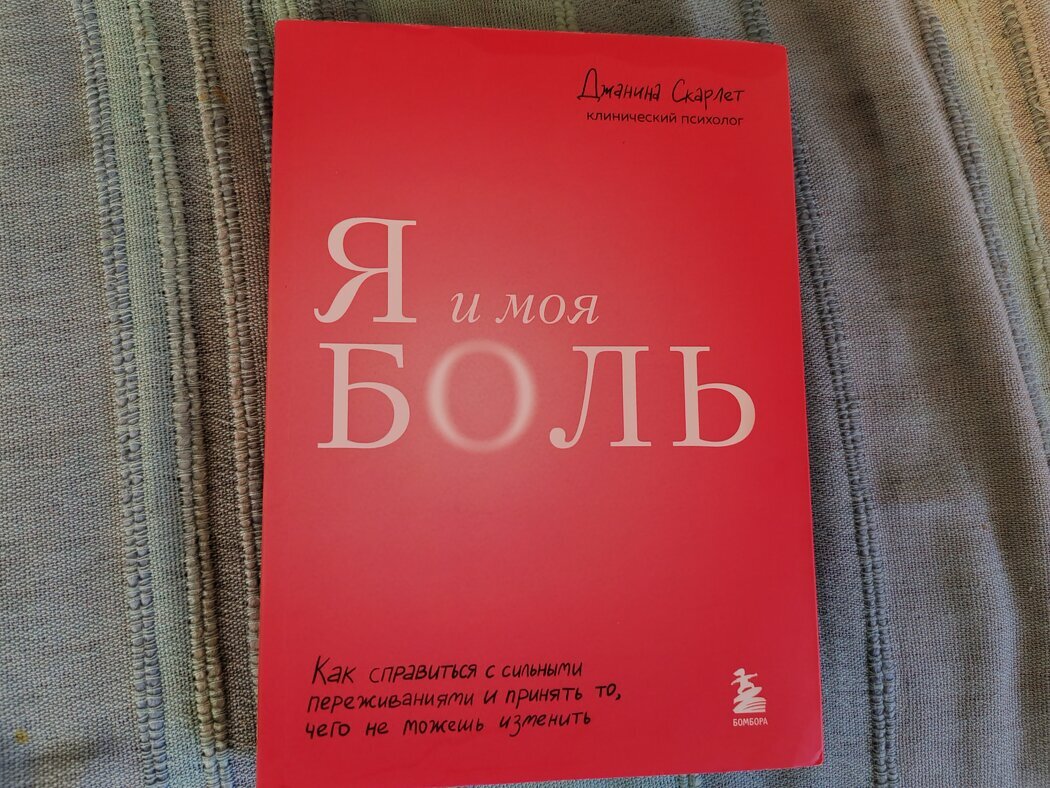 Джанина Скарлет
клинический психолог
Я и моя
БОЛЬ
Как справиться с сильными
переживаниями и принять то,
чего не можешь изменить
БОМБОРА